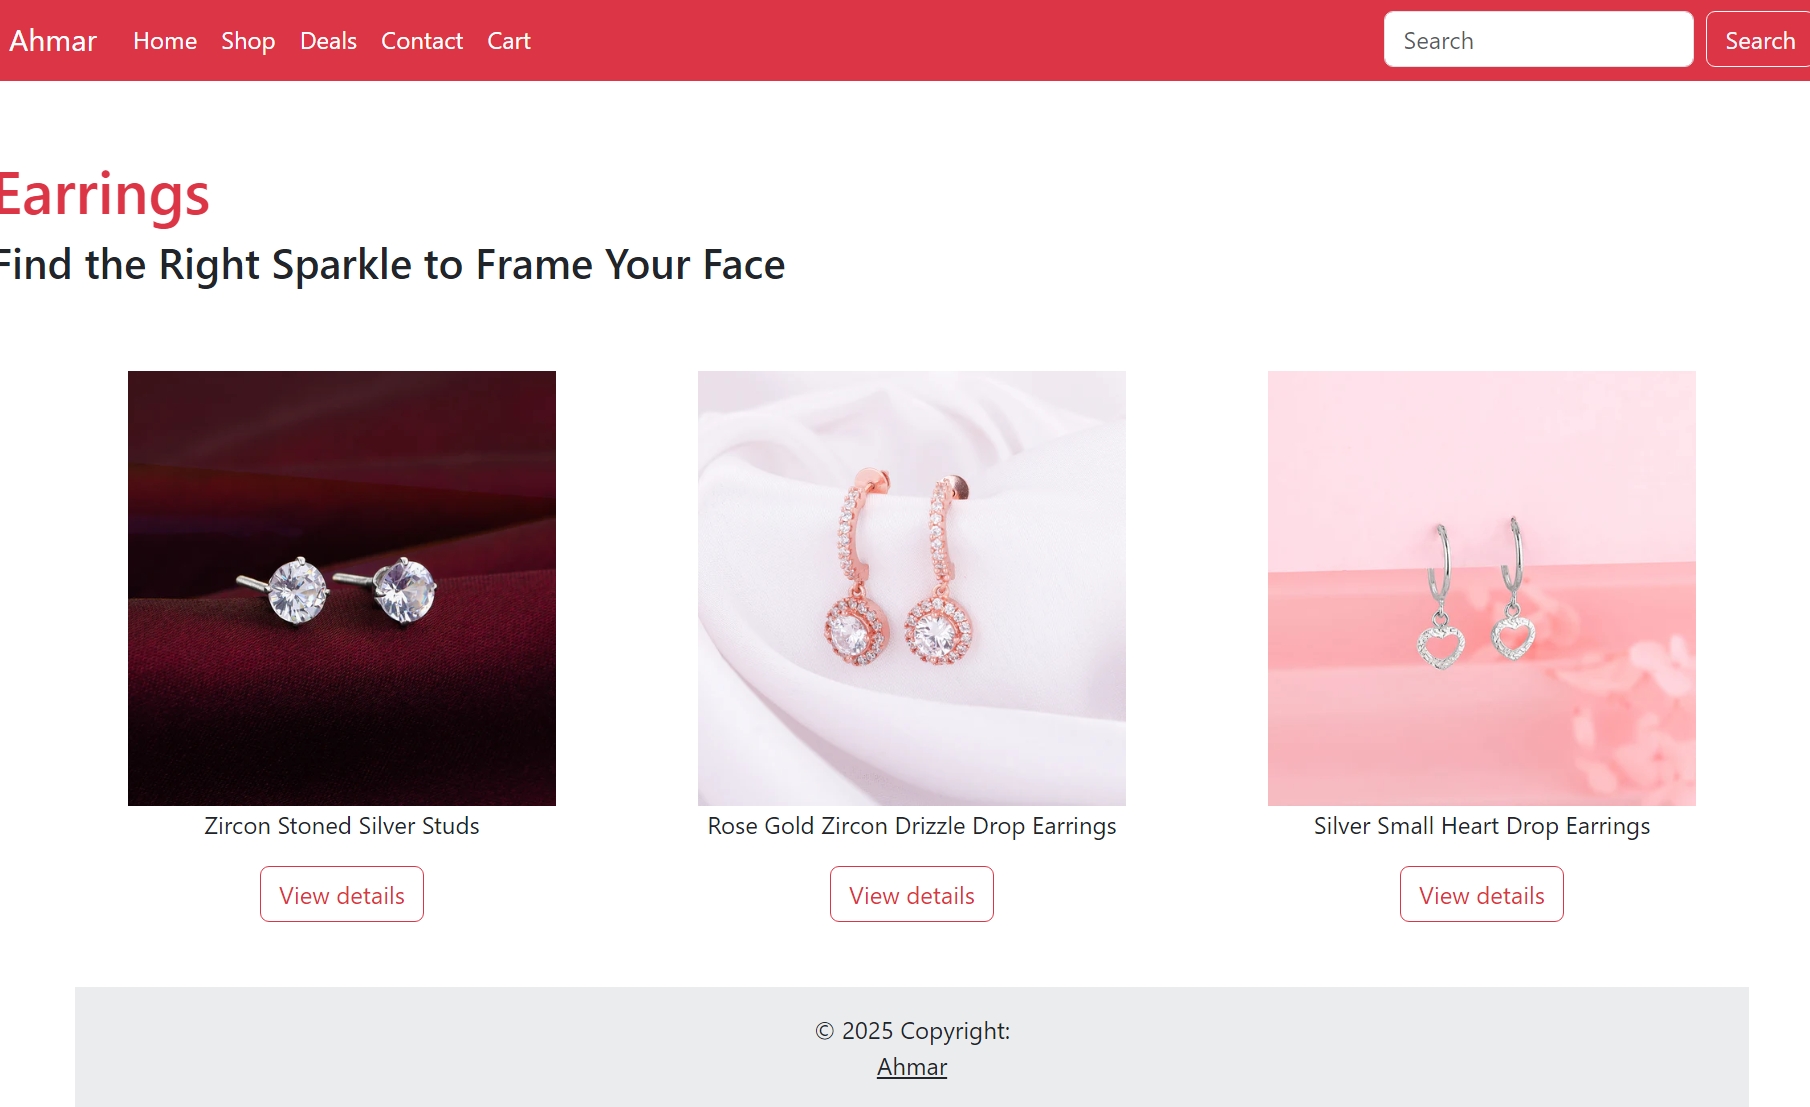 Ahmar Home Shop Deals Contact Cart Search Search
Earrings
Find the Right Sparkle to Frame Your Face
Zircon Stoned Silver Studs
Rose Gold Zircon Drizzle Drop Earrings
Silver Small Heart Drop Earrings
View details
View details
View details
© 2025 Copyright:
Ahmar